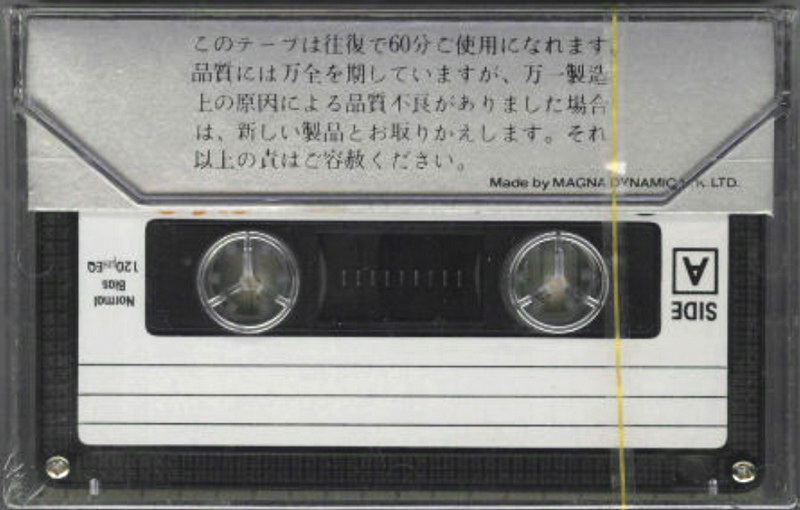 このテープは往復で60分ご使用になれます。
品質には万全を期していますが、万一製造
上の原因による品質不良がありました場合
は、新しい製品とお取りかえします。それ
以上の責はご容赦ください。
Made by MAGNA DYNAMIC LTD.
Normal
Bias
120μsEQ
SIDE
A